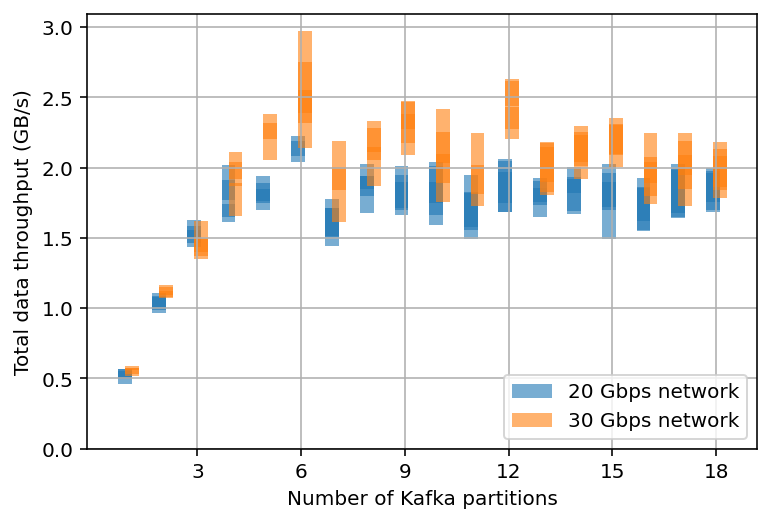 Total data throughput (GB/s)
3.0
2.5
2.0
1.5
1.0
0.5
0.0
3 6 9 12 15 18
Number of Kafka partitions
20 Gbps network
30 Gbps network